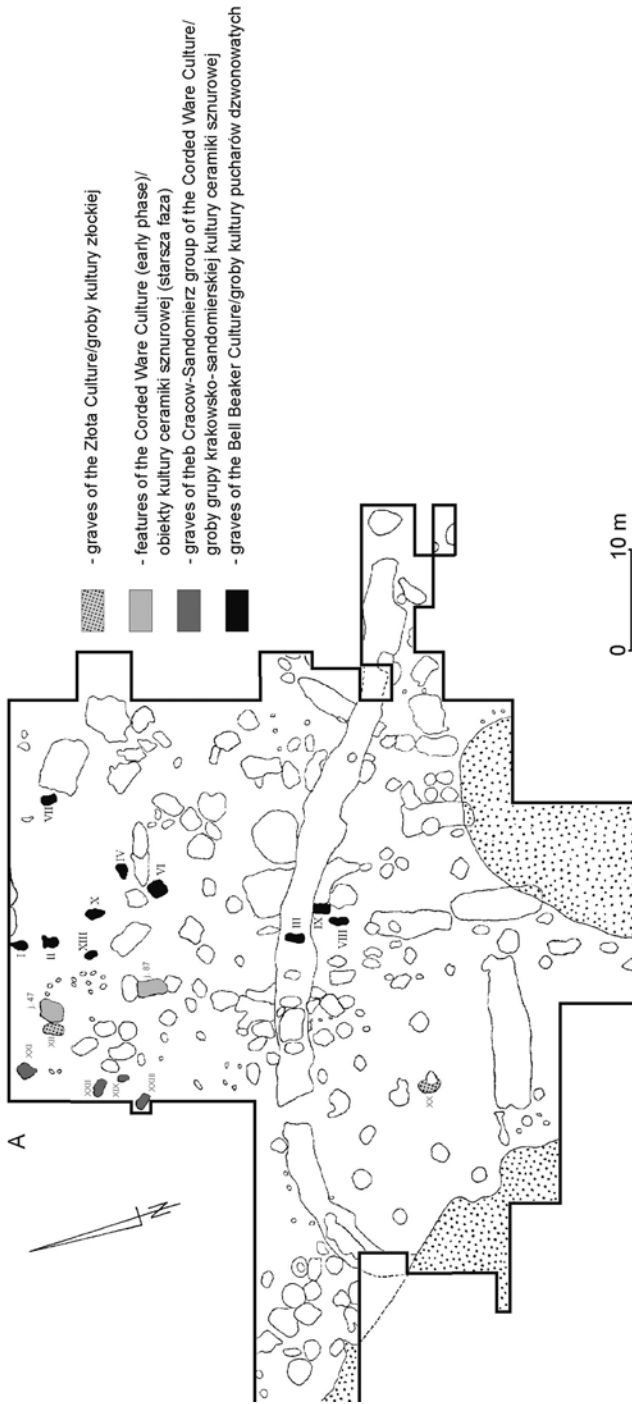 A
N
- graves of the Złota Culture/groby kultury złockiej
- features of the Corded Ware Culture (early phase)/
obiekty kultury ceramiki sznurowej (starsza faza)
- graves of theb Cracow-Sandomierz group of the Corded Ware Culture/
groby grupy krakowsko-sandomierskiej kultury ceramiki sznurowej
- graves of the Bell Beaker Culture/groby kultury pucharów dzwonowatych
0 10 m
I
II
XIII
X
IV
VI
VII
III
IX
VIII
j. 47
XII
XXI
j. 87
XXII
XIX
XXIII
XX